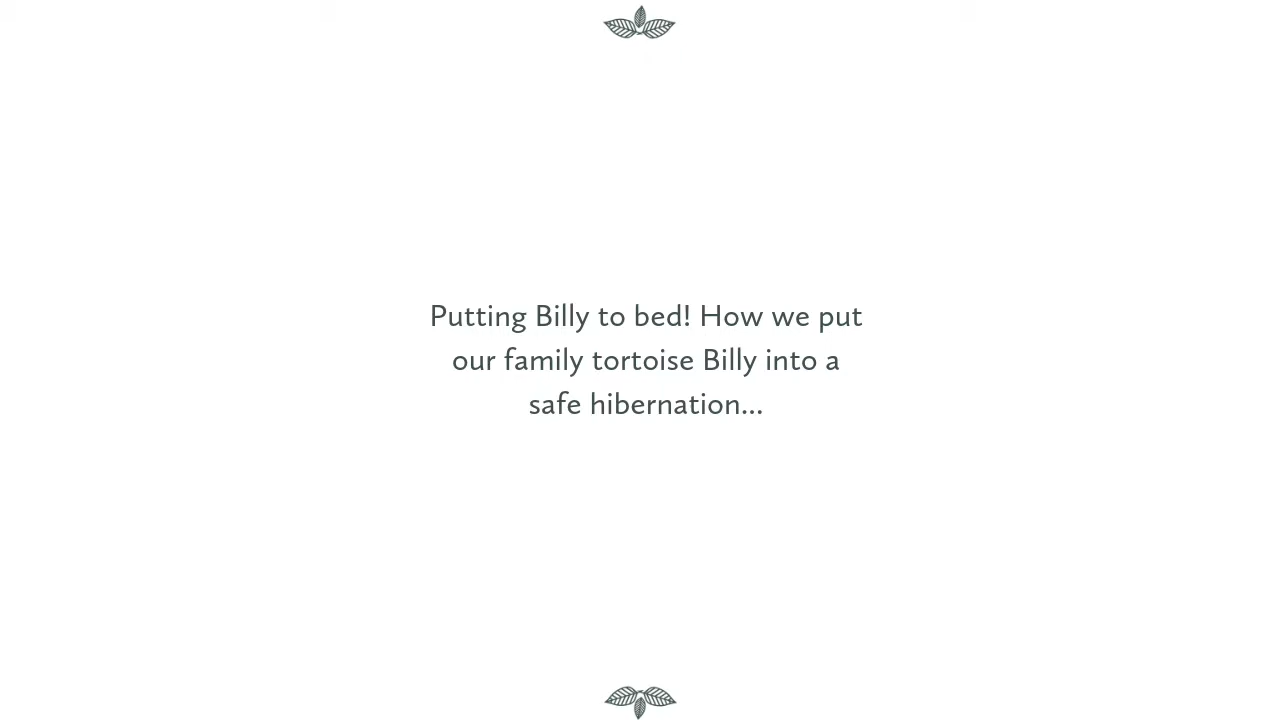 Putting Billy to bed! How we put
our family tortoise Billy into a
safe hibernation...